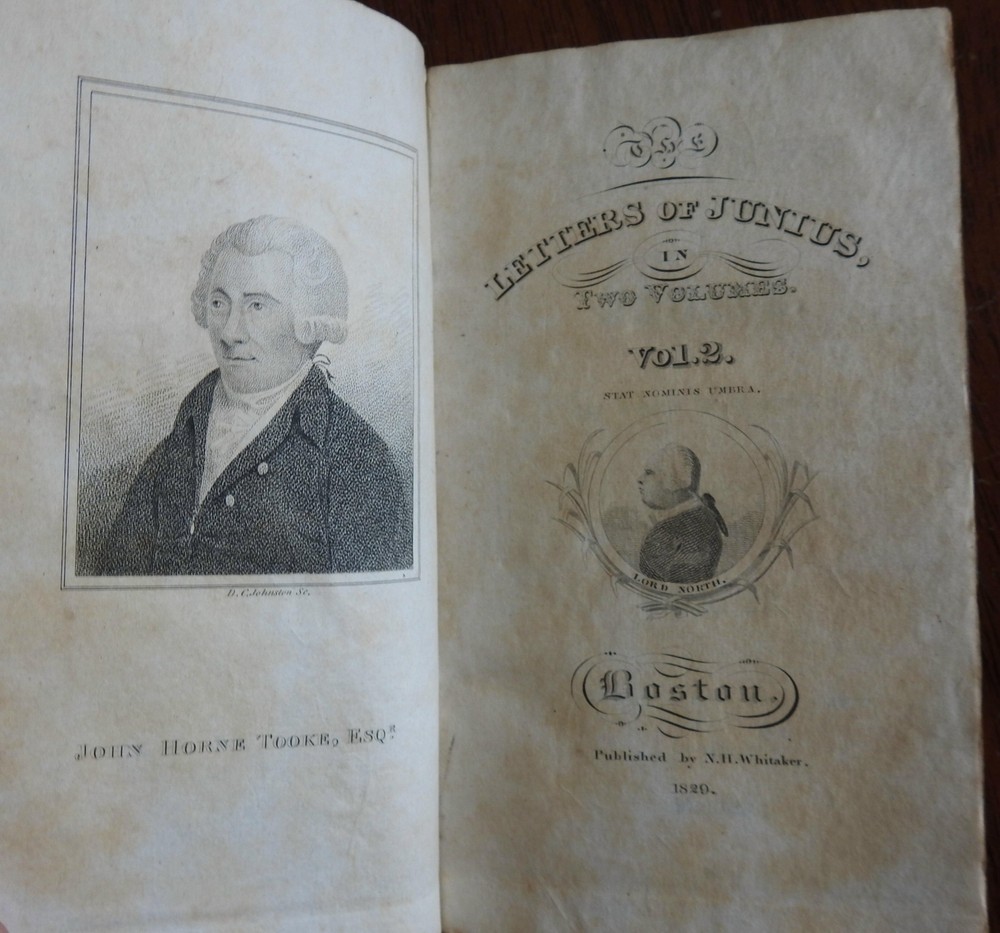 D. C. Johnston Sc.
JOHN HORNE TOOKE, ESQR
THE
LETTERS OF JUNIUS,
IN
TWO VOLUMES.
Vol. 2.
STAT NOMINIS UMBRA.
LORD NORTH.
Boston,
Published by N.H. Whitaker.
1829.